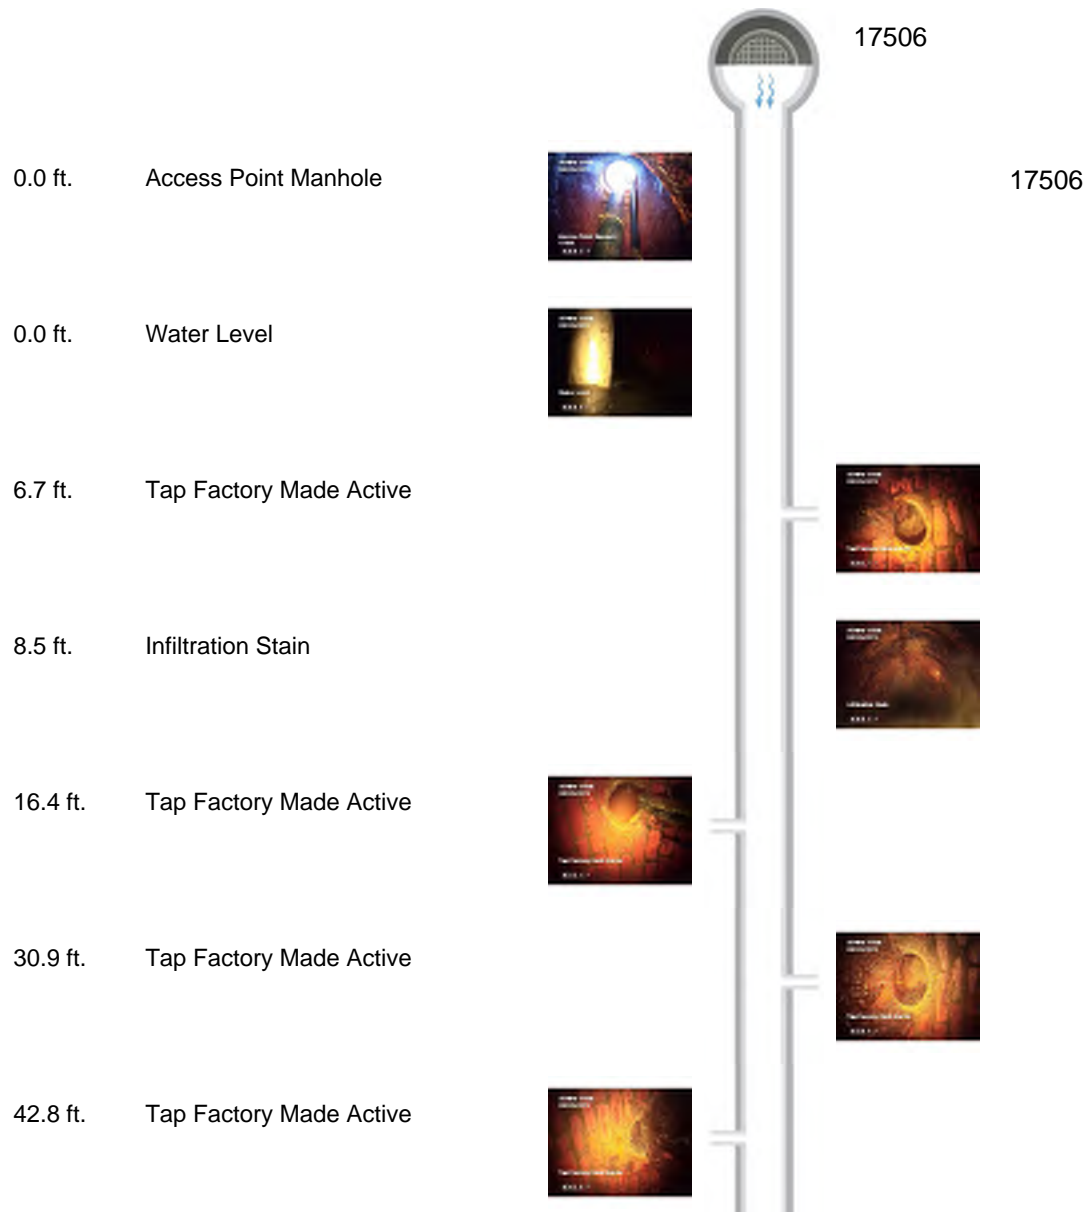 17506
0.0 ft. Access Point Manhole 17506
0.0 ft. Water Level
6.7 ft. Tap Factory Made Active
8.5 ft. Infiltration Stain
16.4 ft. Tap Factory Made Active
30.9 ft. Tap Factory Made Active
42.8 ft. Tap Factory Made Active